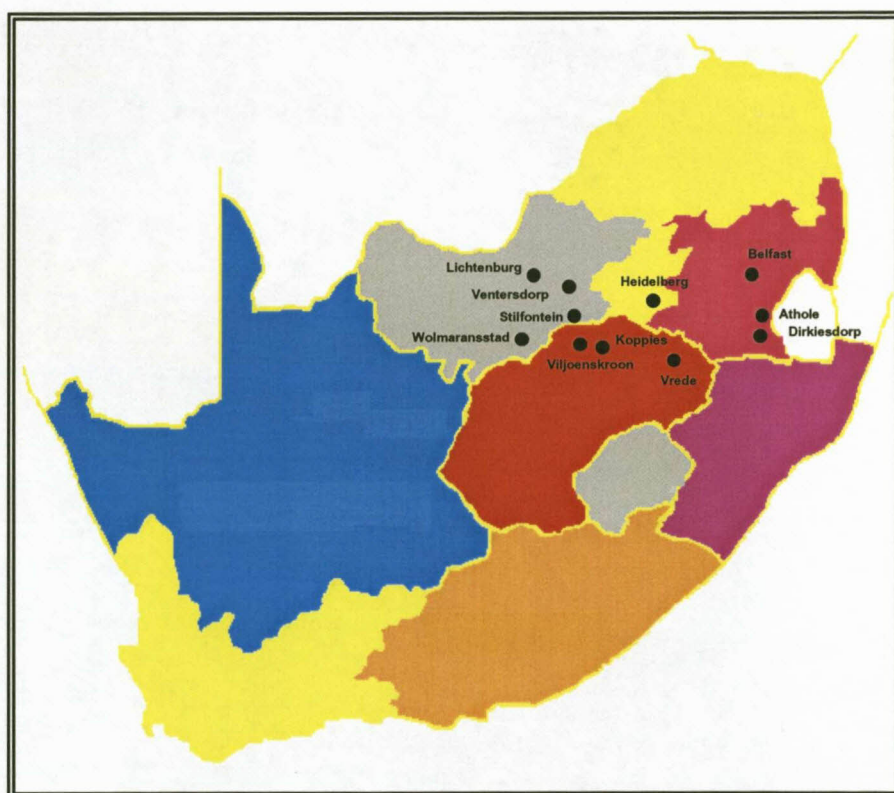 Belfast
Lichtenburg
Heidelberg
Ventersdorp
Athole
Stilfontein
Dirkiesdorp
Wolmaransstad
Koppies
Viljoenskroon
Vrede